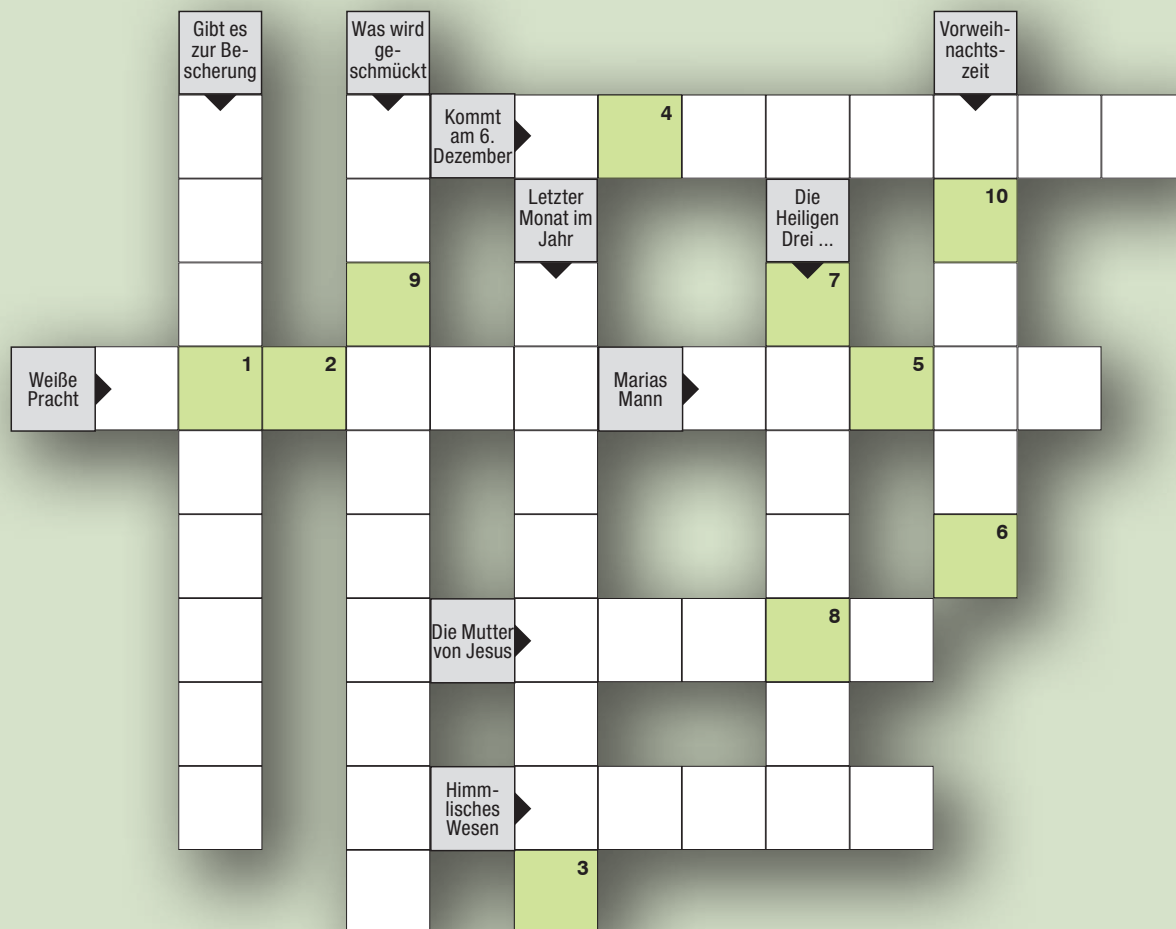 Gibt es
zur Be-
scherung
Was wird
ge-
schmückt
Vorweih-
nachts-
zeit
Kommt
am 6.
Dezember
4
Letzter
Monat im
Jahr
Die
Heiligen
Drei ...
10
9
7
Weiße
Pracht
1
2
Marias
Mann
5
6
Die Mutter
von Jesus
8
Himm-
lisches
Wesen
3